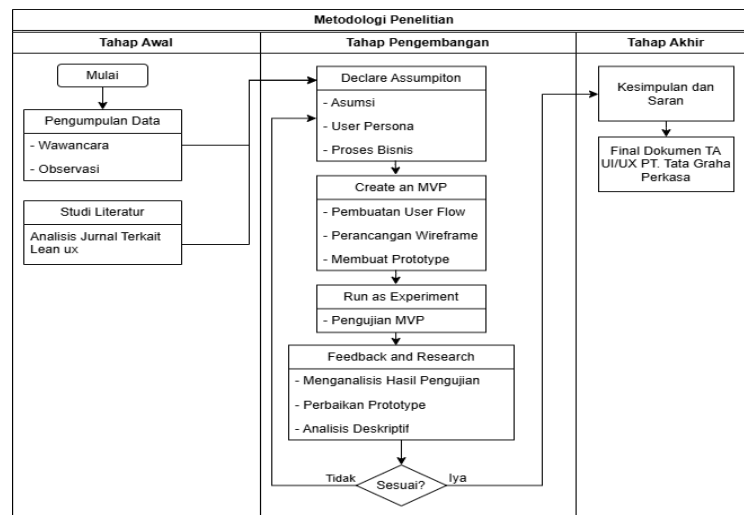 Metodologi Penelitian
Tahap Awal
Tahap Pengembangan
Tahap Akhir
Mulai
Pengumpulan Data
- Wawancara
- Observasi
Studi Literatur
Analisis Jurnal Terkait
Lean ux
Declare Assumpiton
- Asumsi
- User Persona
- Proses Bisnis
Create an MVP
- Pembuatan User Flow
- Perancangan Wireframe
- Membuat Prototype
Run as Experiment
- Pengujian MVP
Feedback and Research
- Menganalisis Hasil Pengujian
- Perbaikan Prototype
- Analisis Deskriptif
Tidak
Sesuai?
Iya
Kesimpulan dan
Saran
Final Dokumen TA
UI/UX PT. Tata Graha
Perkasa